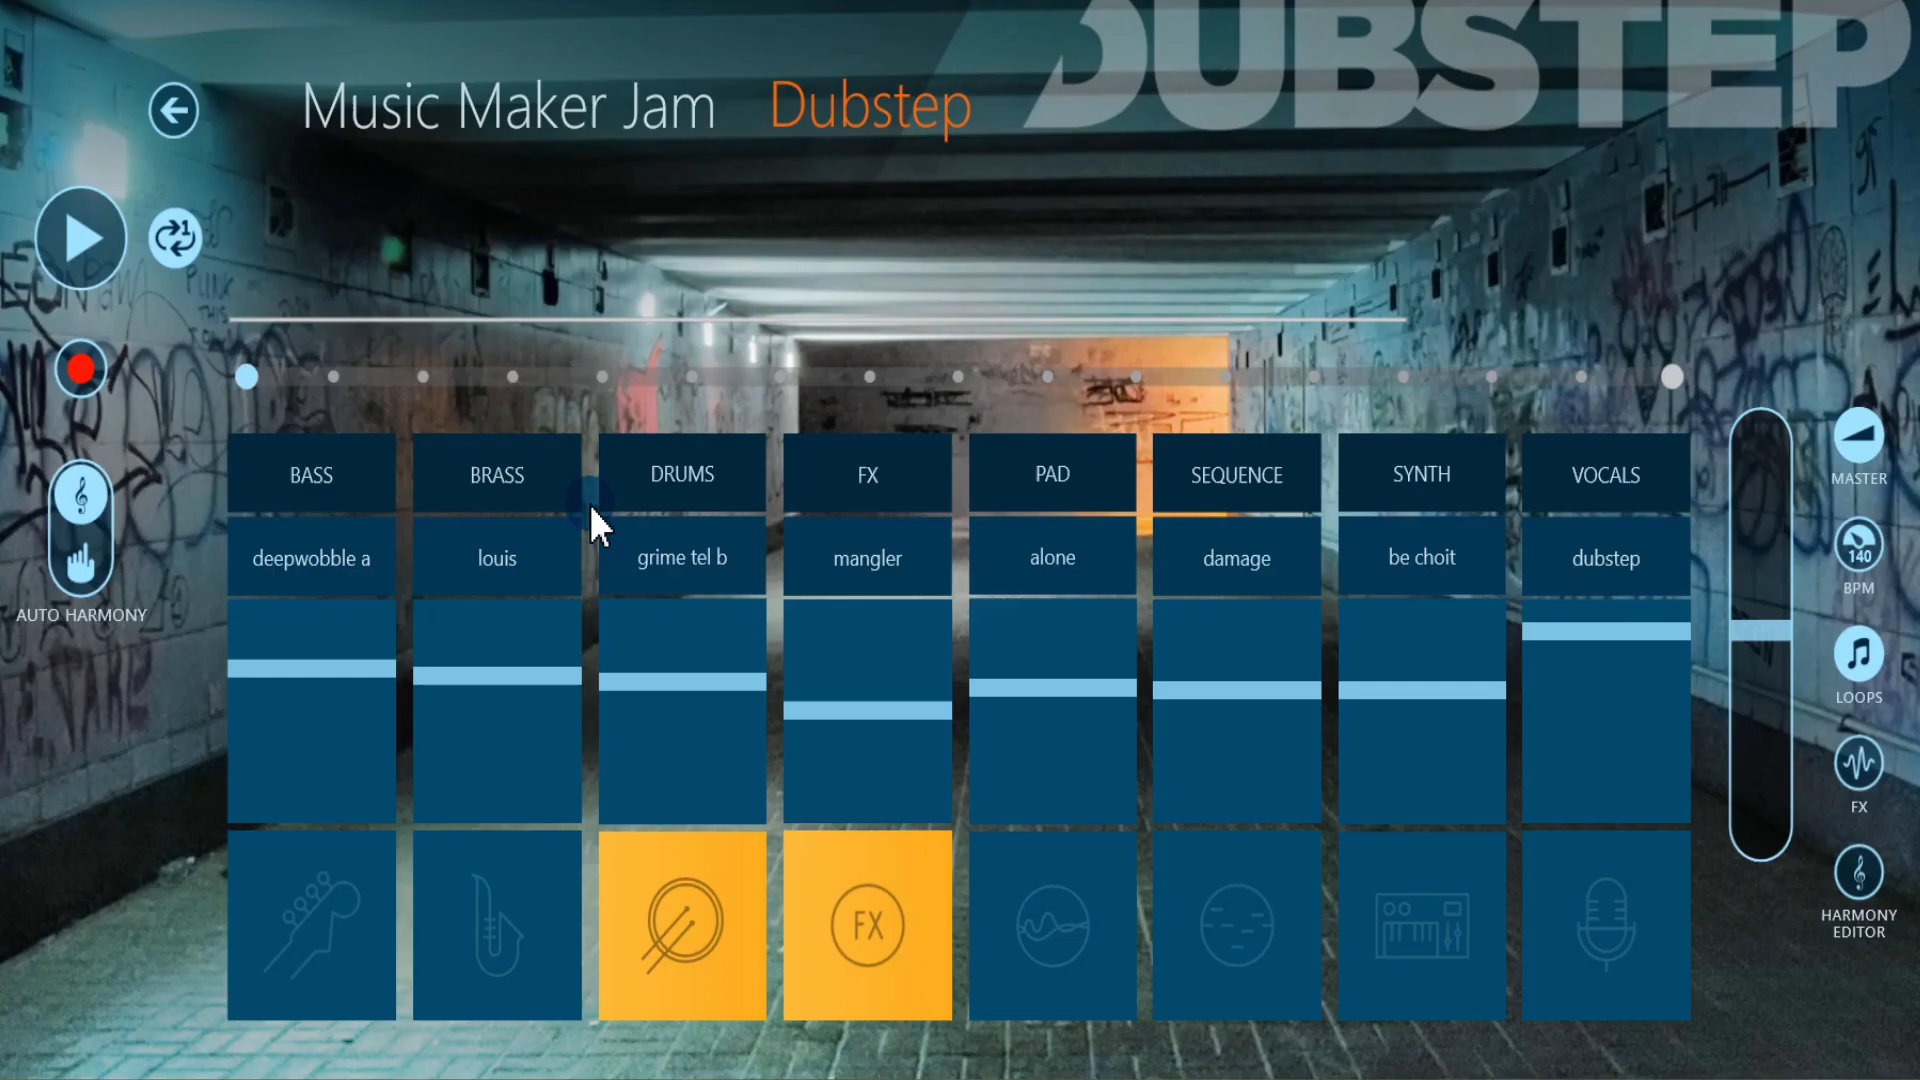 DUBSTEP
Music Maker Jam Dubstep
1
BASS BRASS DRUMS FX PAD SEQUENCE SYNTH VOCALS
deepwobble a louis grime tel b mangler alone damage be choit dubstep
FX
AUTO HARMONY
MASTER
140
BPM
LOOPS
FX
HARMONY
EDITOR